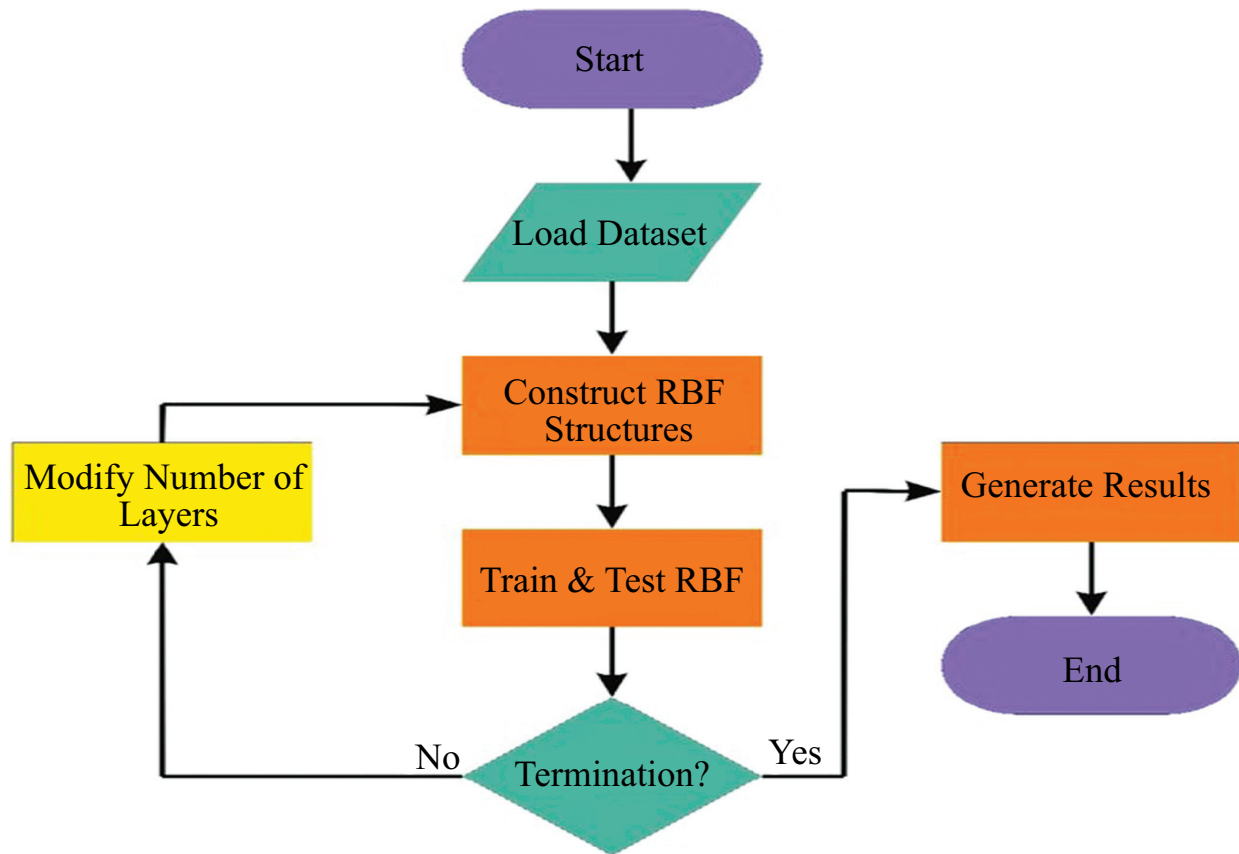 Start
Load Dataset
Construct RBF
Structures
Modify Number of
Layers
Generate Results
Train & Test RBF
End
No
Yes
Termination?